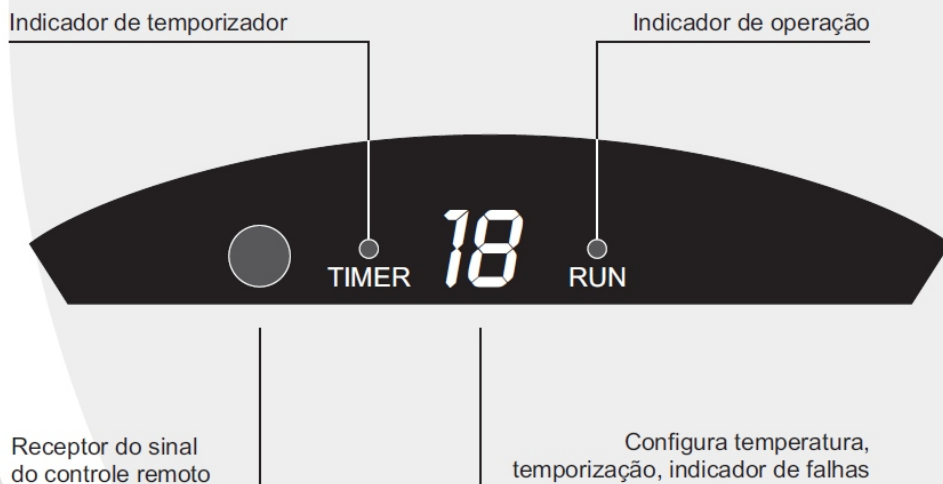 Indicador de temporizador
Indicador de operação
TIMER
18
RUN
Receptor do sinal
do controle remoto
Configura temperatura,
temporização, indicador de falhas